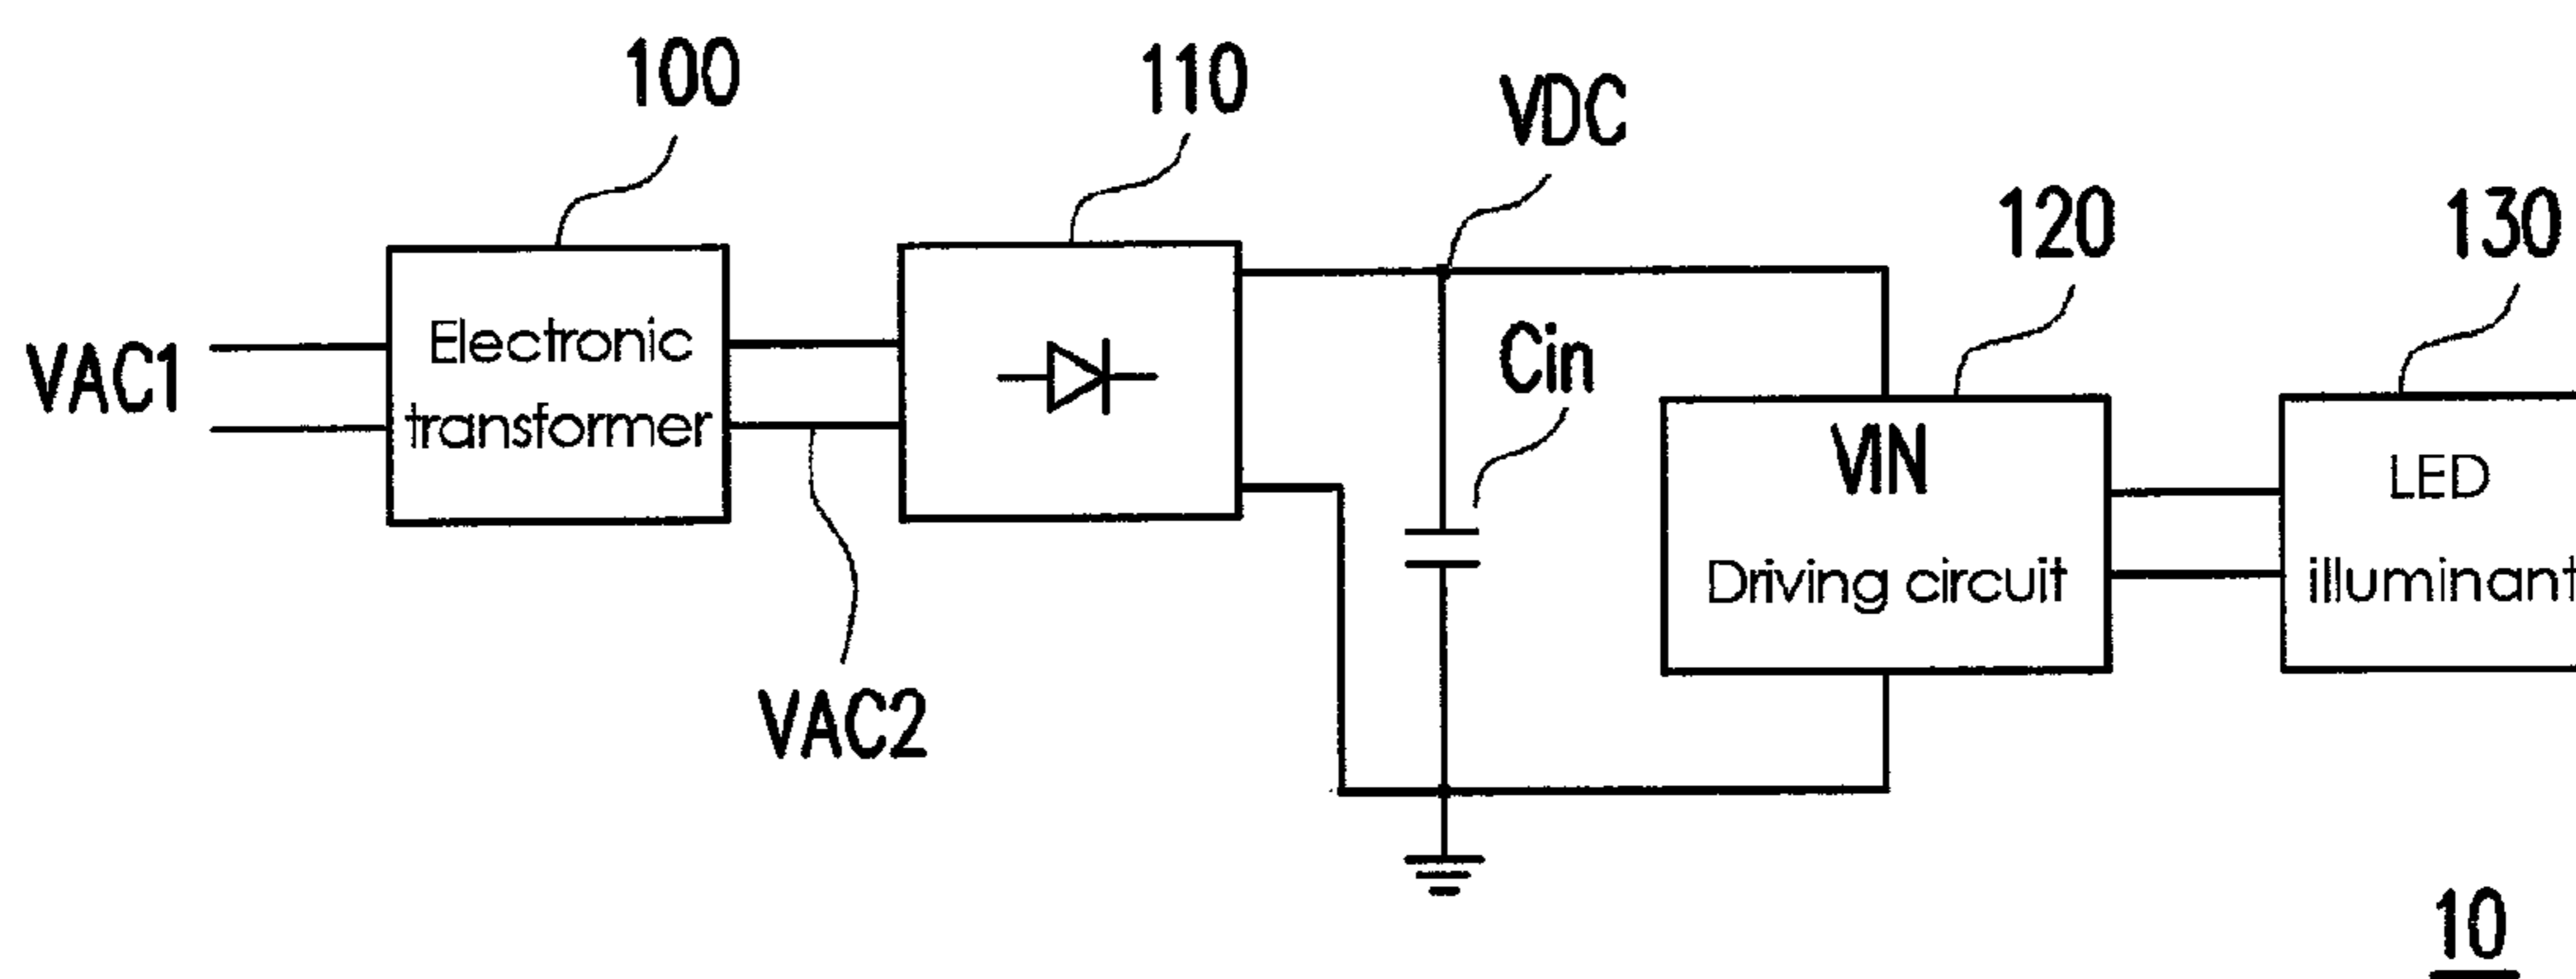 100
110
VDC
120
130
VAC1
Electronic
transformer
Cin
VIN
Driving circuit
LED
illuminant
VAC2
10